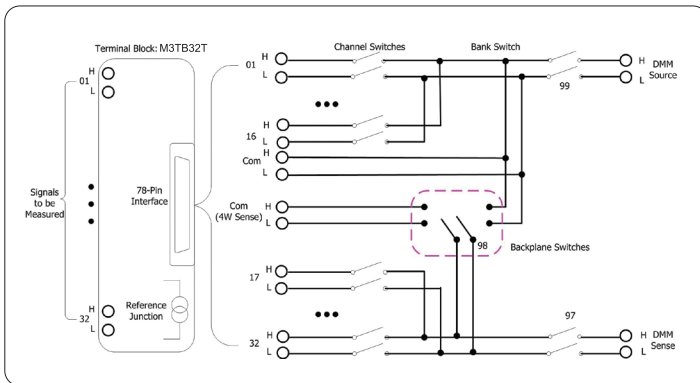 Terminal Block: M3TB32T
Channel Switches
Bank Switch
H
01
L
H
01
L
H DMM
L Source
99
•••
H
16
L
Com H
L
Signals
to be
Measured
78-Pin
Interface
Com H
(4W Sense) L
98
Backplane Switches
17 H
L
•••
97
Reference
Junction
H
32
L
H
32
L
H DMM
L Sense